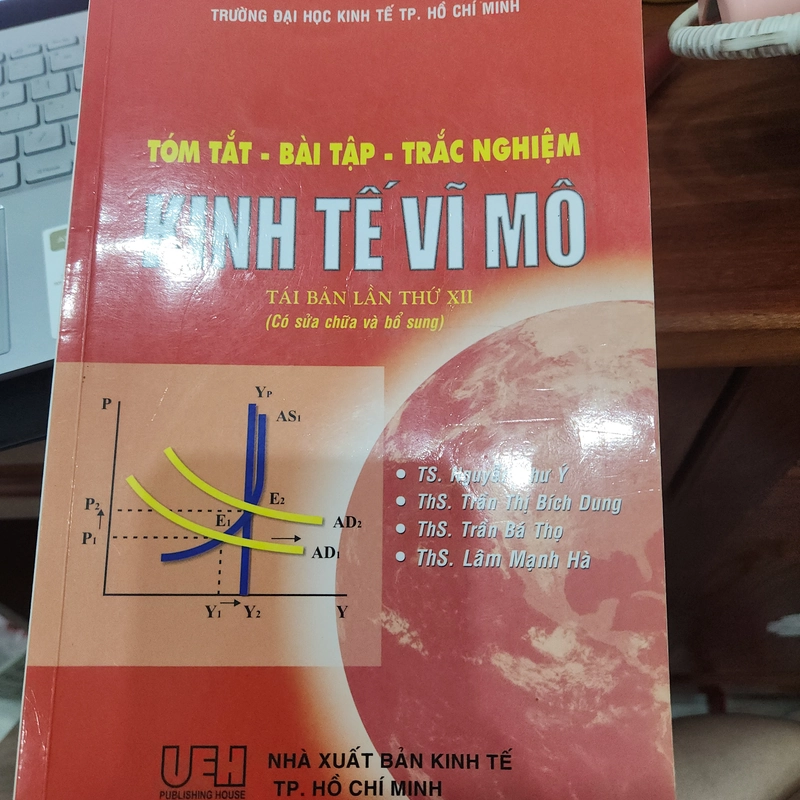 TRƯỜNG ĐẠI HỌC KINH TẾ TP. HỒ CHÍ MINH
TÓM TẮT - BÀI TẬP - TRẮC NGHIỆM
KINH TẾ VĨ MÔ
TÁI BẢN LẦN THỨ XII
(Có sửa chữa và bổ sung)
P
YP
AS1
P2
E2
E1
AD2
P1
AD1
Y1
Y2
Y
• TS. Nguyễn Như Ý
• ThS. Trần Thị Bích Dung
• ThS. Trần Bá Thọ
• ThS. Lâm Mạnh Hà
UEH
PUBLISHING HOUSE
NHÀ XUẤT BẢN KINH TẾ
TP. HỒ CHÍ MINH